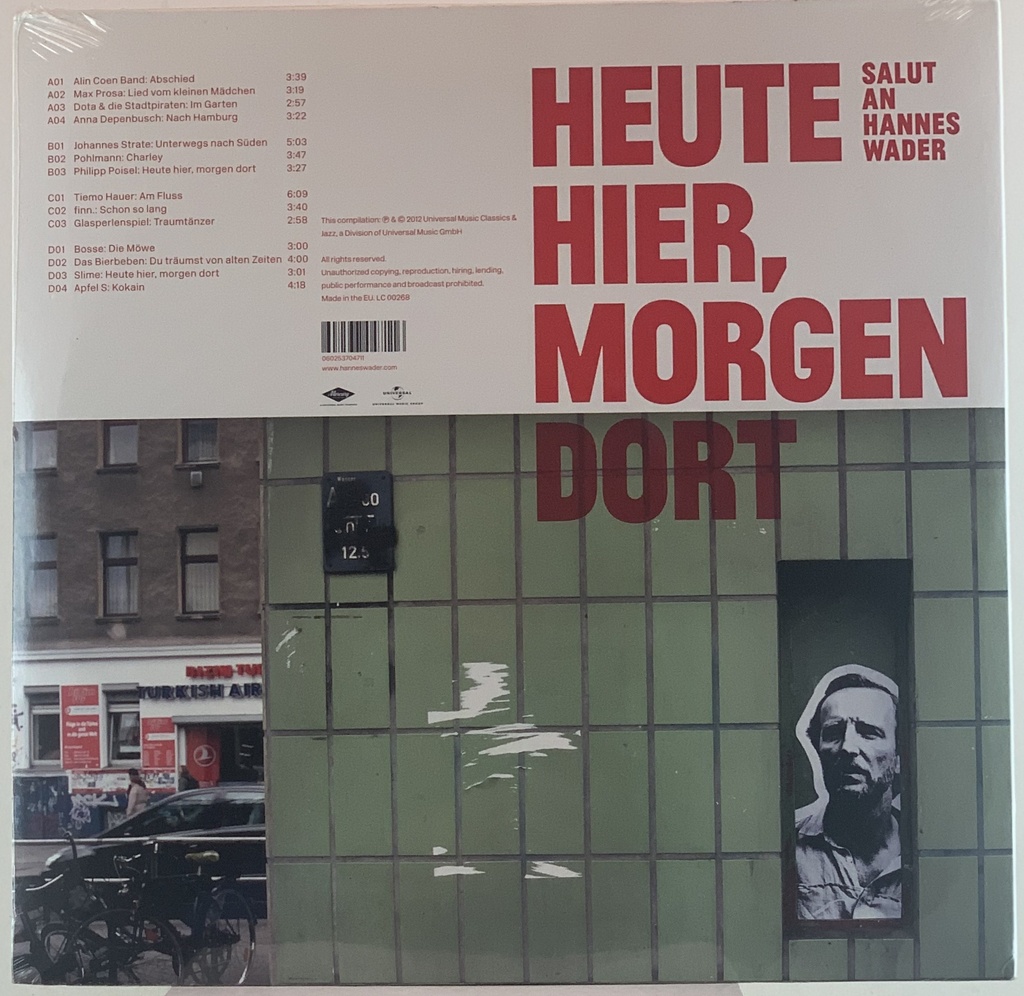 A01 Alin Coen Band: Abschied 3:39
A02 Max Prosa: Lied vom kleinen Mädchen 3:19
A03 Dota & die Stadtpiraten: Im Garten 2:57
A04 Anna Depenbusch: Nach Hamburg 3:22
B01 Johannes Strate: Unterwegs nach Süden 5:03
B02 Pohlmann: Charley 3:47
B03 Philipp Poisel: Heute hier, morgen dort 3:27
C01 Tiemo Hauer: Am Fluss 6:09
C02 finn.: Schon so lang 3:40
C03 Glasperlenspiel: Traumtänzer 2:58
D01 Bosse: Die Möwe 3:00
D02 Das Bierbeben: Du träumst von alten Zeiten 4:00
D03 Slime: Heute hier, morgen dort 3:01
D04 Apfel S: Kokain 4:18
This compilation: ℗ & © 2012 Universal Music Classics &
Jazz, a Division of Universal Music GmbH
All rights reserved.
Unauthorized copying, reproduction, hiring, lending,
public performance and broadcast prohibited.
Made in the EU. LC 00268
www.hanneswader.com
UNIVERSAL
UNIVERSAL MUSIC GROUP
HEUTE
HIER,
MORGEN
DORT
SALUT
AN
HANNES
WADER
12.5
TURKISH AIR